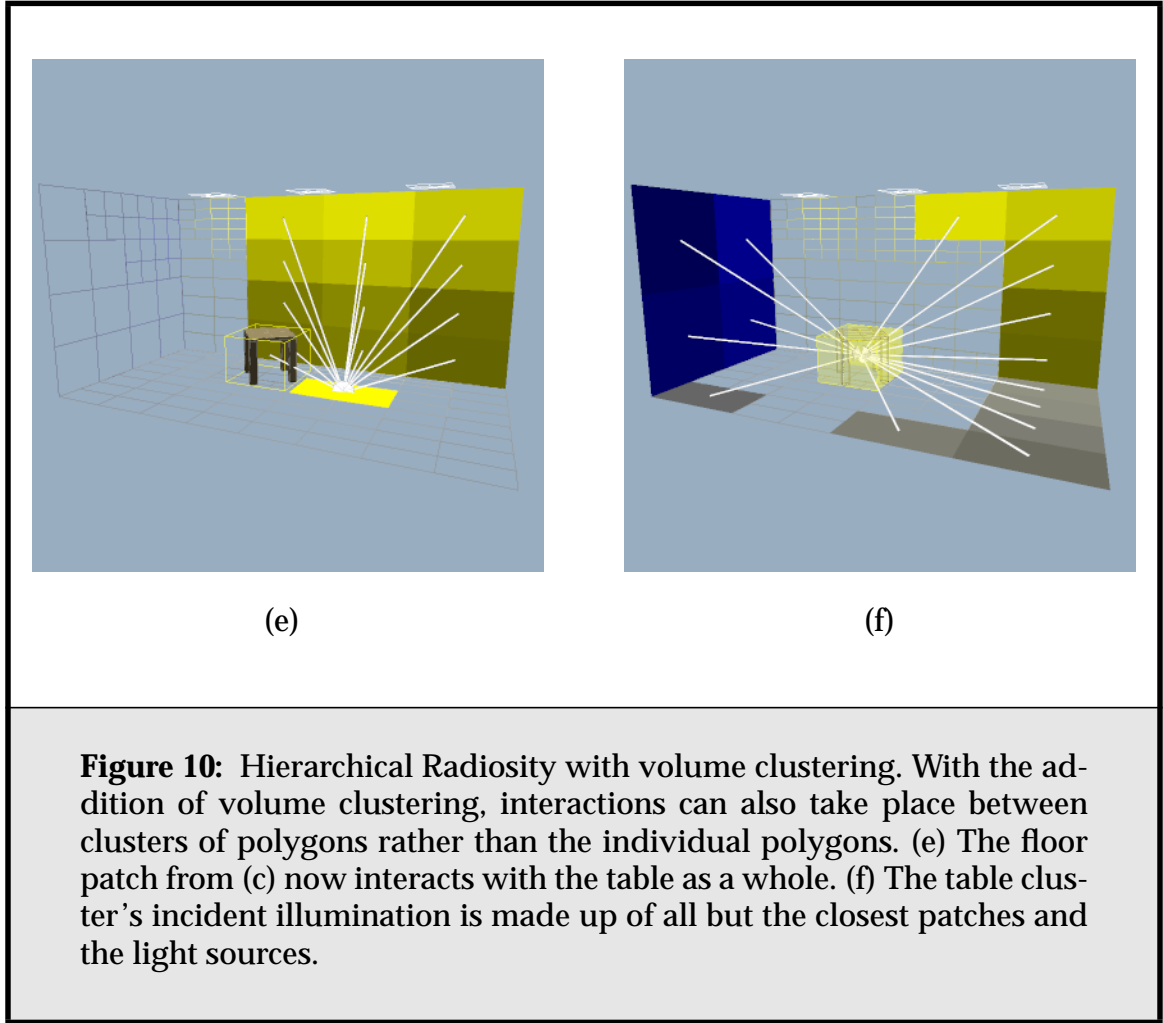 (e)
(f)
Figure 10: Hierarchical Radiosity with volume clustering. With the ad-
dition of volume clustering, interactions can also take place between
clusters of polygons rather than the individual polygons. (e) The floor
patch from (c) now interacts with the table as a whole. (f) The table clus-
ter's incident illumination is made up of all but the closest patches and
the light sources.